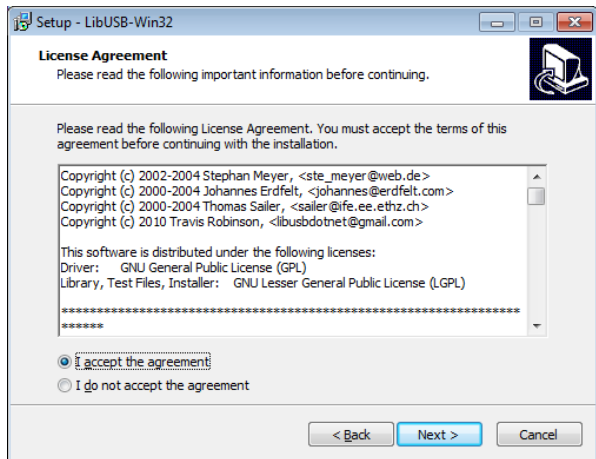 Setup - LibUSB-Win32
License Agreement
Please read the following important information before continuing.
Please read the following License Agreement. You must accept the terms of this
agreement before continuing with the installation.
Copyright (c) 2002-2004 Stephan Meyer, <ste_meyer@web.de>
Copyright (c) 2000-2004 Johannes Erdfelt, <johannes@erdfelt.com>
Copyright (c) 2000-2004 Thomas Sailer, <sailer@ife.ee.ethz.ch>
Copyright (c) 2010 Travis Robinson, <libusbdotnet@gmail.com>
This software is distributed under the following licenses:
Driver: GNU General Public License (GPL)
Library, Test Files, Installer: GNU Lesser General Public License (LGPL)
*****************************************************************
******
I accept the agreement
I do not accept the agreement
< Back
Next >
Cancel